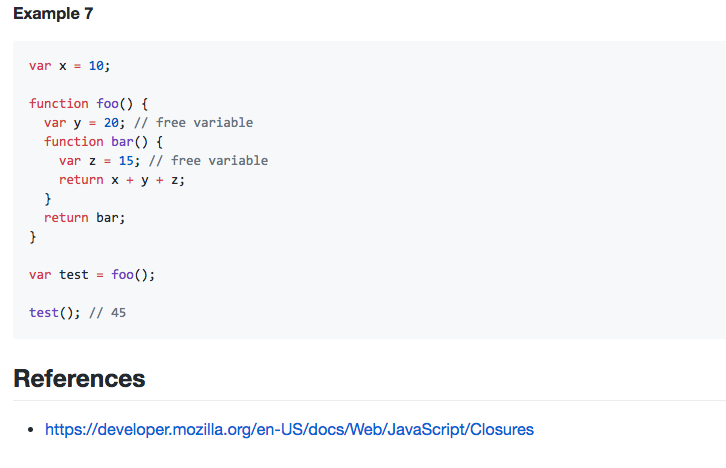 Example 7
var x = 10;
function foo() {
  var y = 20; // free variable
  function bar() {
    var z = 15; // free variable
    return x + y + z;
  }
  return bar;
}
var test = foo();
test(); // 45
References
• https://developer.mozilla.org/en-US/docs/Web/JavaScript/Closures